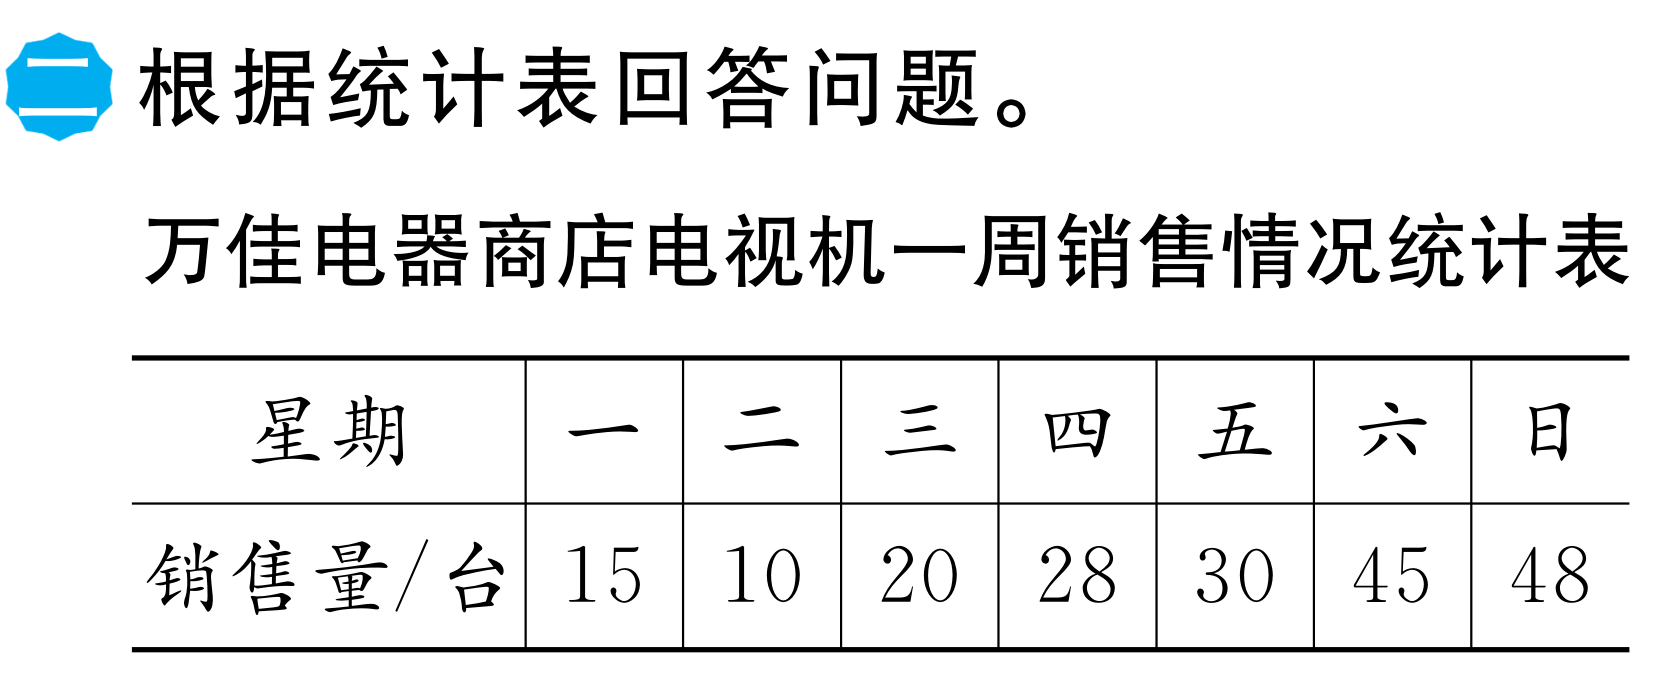 二 根据统计表回答问题。
万佳电器商店电视机一周销售情况统计表
星期 一 二 三 四 五 六 日
销售量/台 15 10 20 28 30 45 48